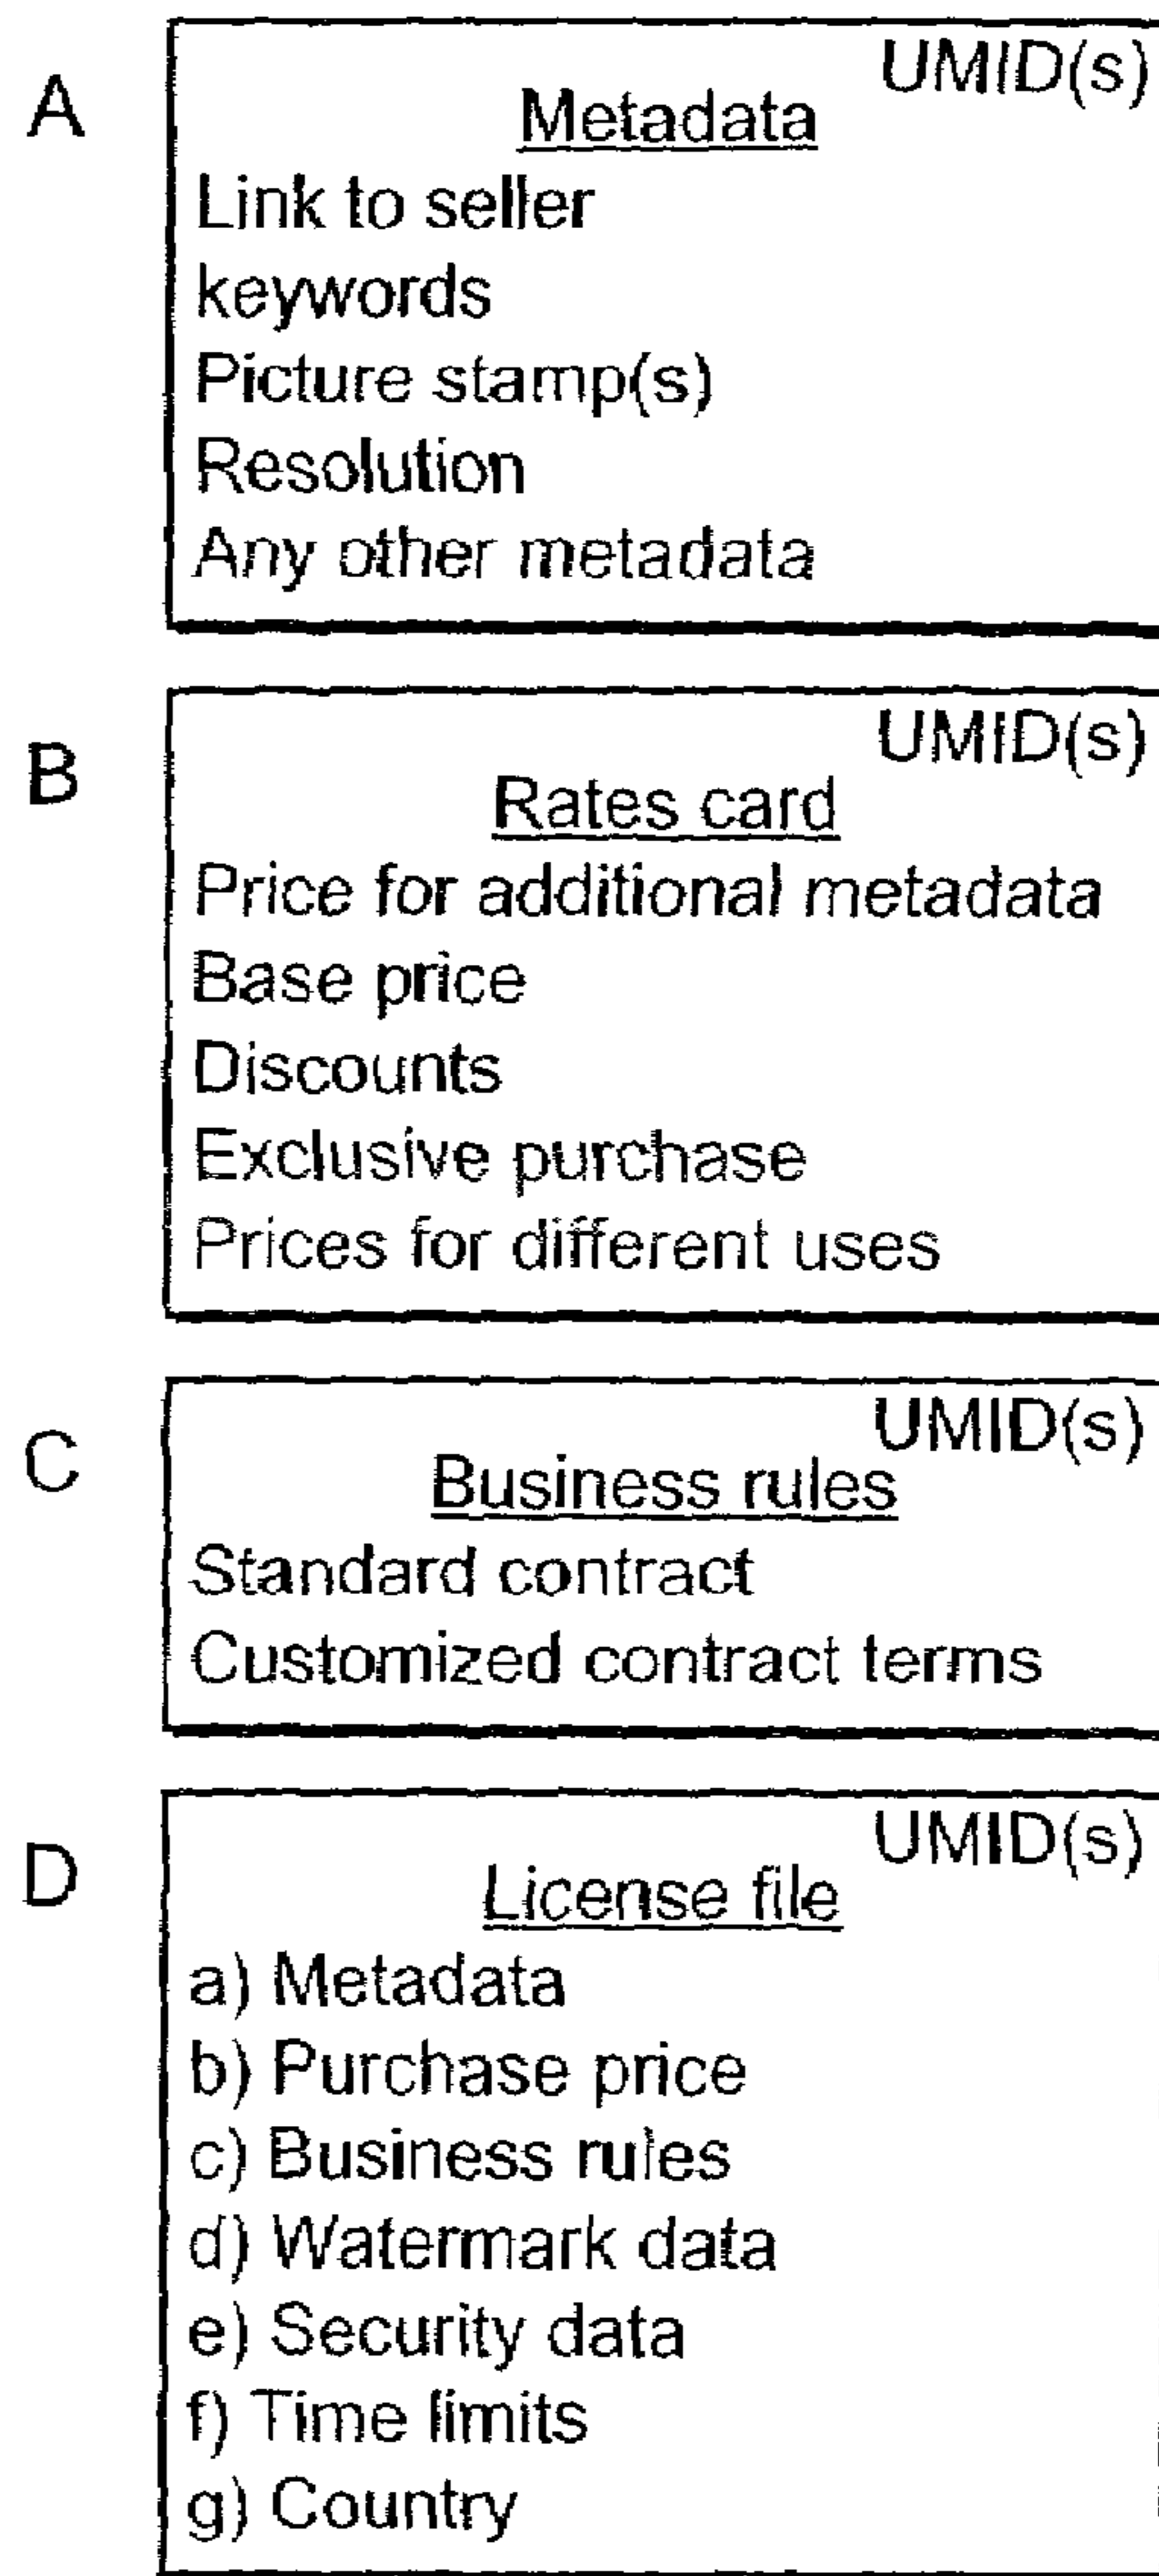 A
UMID(s)
Metadata
Link to seller
keywords
Picture stamp(s)
Resolution
Any other metadata
B
UMID(s)
Rates card
Price for additional metadata
Base price
Discounts
Exclusive purchase
Prices for different uses
C
UMID(s)
Business rules
Standard contract
Customized contract terms
D
UMID(s)
License file
a) Metadata
b) Purchase price
c) Business rules
d) Watermark data
e) Security data
f) Time limits
g) Country